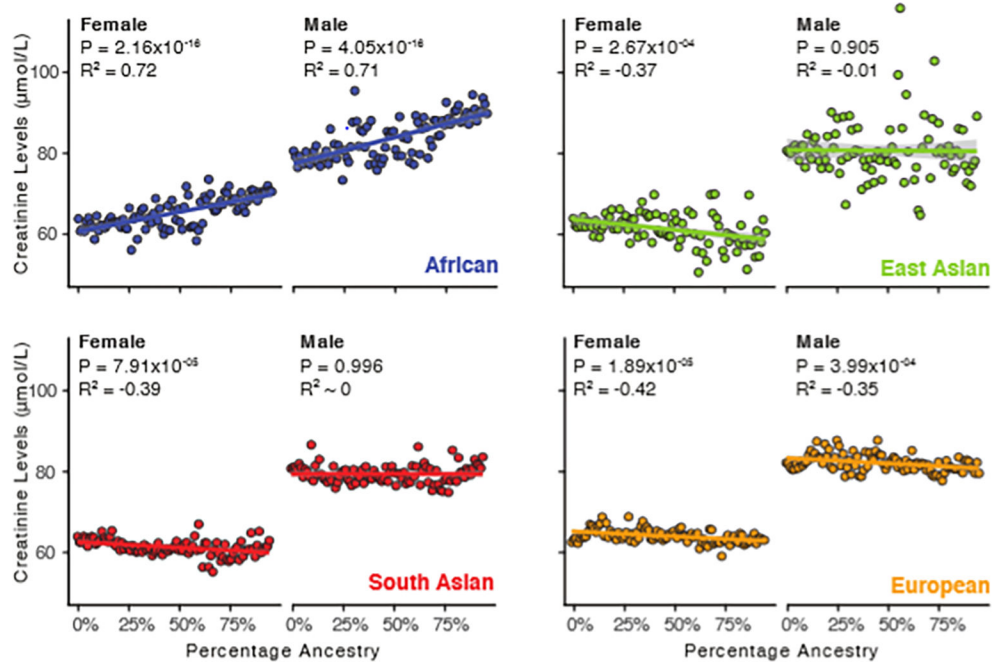 Female
P = 2.16x10⁻¹⁶
R² = 0.72
Male
P = 4.05x10⁻¹⁶
R² = 0.71
Creatinine Levels (μmol/L)
100
80
60
African
Female
P = 2.67x10⁻⁰⁴
R² = -0.37
Male
P = 0.905
R² = -0.01
East Asian
Female
P = 7.91x10⁻⁰⁵
R² = -0.39
Male
P = 0.996
R² ~ 0
Creatinine Levels (μmol/L)
100
80
60
South Asian
0% 25% 50% 75% 0% 25% 50% 75%
Percentage Ancestry
Female
P = 1.89x10⁻⁰⁵
R² = -0.42
Male
P = 3.99x10⁻⁰⁴
R² = -0.35
European
0% 25% 50% 75% 0% 25% 50% 75%
Percentage Ancestry